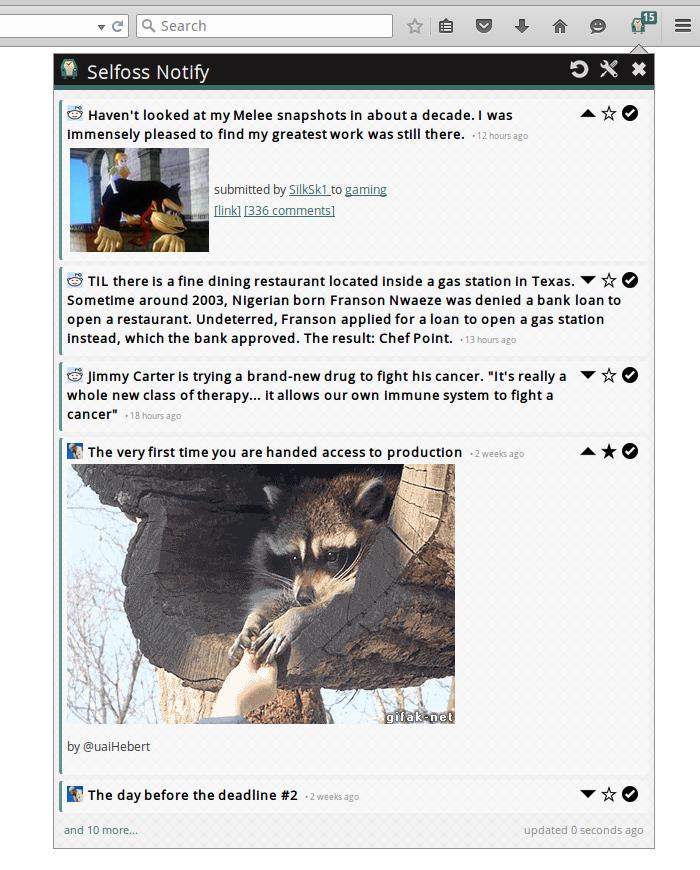 Search
15
Selfoss Notify
Haven't looked at my Melee snapshots in about a decade. I was
immensely pleased to find my greatest work was still there. • 12 hours ago
submitted by SilkSk1 to gaming
[link] [336 comments]
TIL there is a fine dining restaurant located inside a gas station in Texas.
Sometime around 2003, Nigerian born Franson Nwaeze was denied a bank loan to
open a restaurant. Undeterred, Franson applied for a loan to open a gas station
instead, which the bank approved. The result: Chef Point. • 13 hours ago
Jimmy Carter is trying a brand-new drug to fight his cancer. "It's really a
whole new class of therapy... it allows our own immune system to fight a
cancer" • 18 hours ago
The very first time you are handed access to production • 2 weeks ago
gifak-net
by @uaiHebert
The day before the deadline #2 • 2 weeks ago
and 10 more... updated 0 seconds ago